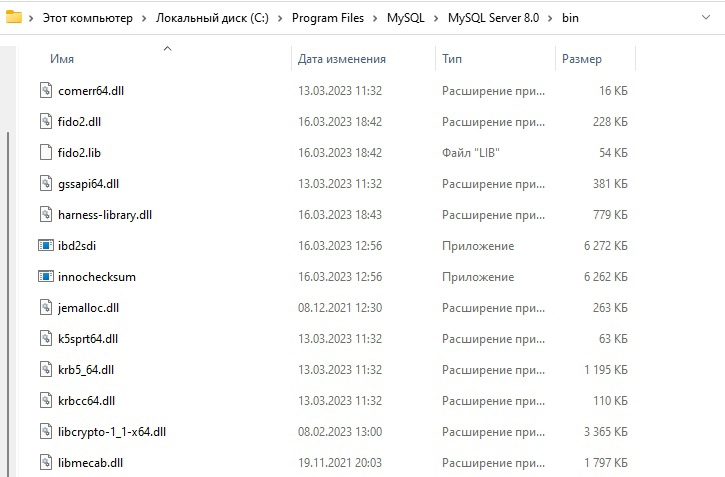 Этот компьютер > Локальный диск (C:) > Program Files > MySQL > MySQL Server 8.0 > bin
Имя Дата изменения Тип Размер
comerr64.dll 13.03.2023 11:32 Расширение при... 16 КБ
fido2.dll 16.03.2023 18:42 Расширение при... 228 КБ
fido2.lib 16.03.2023 18:42 Файл "LIB" 54 КБ
gssapi64.dll 13.03.2023 11:32 Расширение при... 381 КБ
harness-library.dll 16.03.2023 18:43 Расширение при... 779 КБ
ibd2sdi 16.03.2023 12:56 Приложение 6 272 КБ
innochecksum 16.03.2023 12:56 Приложение 6 262 КБ
jemalloc.dll 08.12.2021 12:30 Расширение при... 263 КБ
k5sprt64.dll 13.03.2023 11:32 Расширение при... 63 КБ
krb5_64.dll 13.03.2023 11:32 Расширение при... 1 195 КБ
krbcc64.dll 13.03.2023 11:32 Расширение при... 110 КБ
libcrypto-1_1-x64.dll 08.02.2023 13:00 Расширение при... 3 365 КБ
libmecab.dll 19.11.2021 20:03 Расширение при... 1 797 КБ